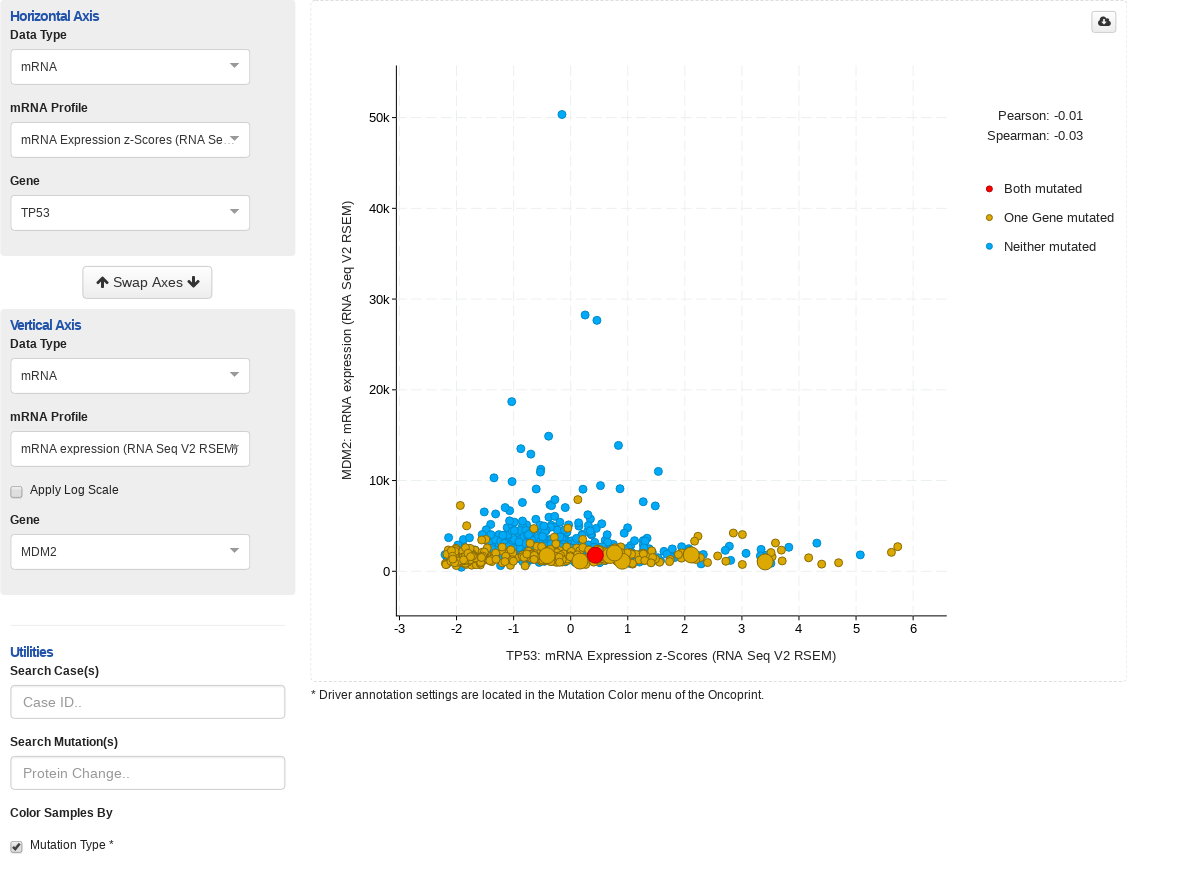 Horizontal Axis
Data Type
mRNA
mRNA Profile
mRNA Expression z-Scores (RNA Se...
Gene
TP53
Swap Axes
Vertical Axis
Data Type
mRNA
mRNA Profile
mRNA expression (RNA Seq V2 RSEM)
Apply Log Scale
Gene
MDM2
Utilities
Search Case(s)
Case ID..
Search Mutation(s)
Protein Change..
Color Samples By
Mutation Type *
MDM2: mRNA expression (RNA Seq V2 RSEM)
50k
40k
30k
20k
10k
0
-3 -2 -1 0 1 2 3 4 5 6
TP53: mRNA Expression z-Scores (RNA Seq V2 RSEM)
Pearson: -0.01
Spearman: -0.03
Both mutated
One Gene mutated
Neither mutated
* Driver annotation settings are located in the Mutation Color menu of the Oncoprint.